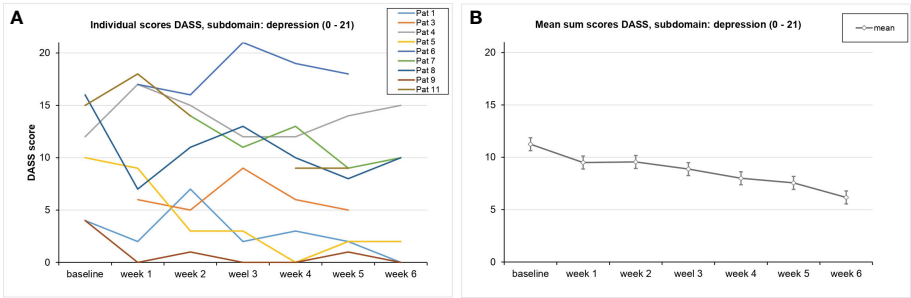 A
Individual scores DASS, subdomain: depression (0 - 21)
Pat 1
Pat 3
Pat 4
Pat 5
Pat 6
Pat 7
Pat 8
Pat 9
Pat 11
DASS score
20
15
10
5
0
baseline week 1 week 2 weel 3 week 4 week 5 week 6
B
Mean sum scores DASS, subdomain: depression (0 - 21)
mean
20
15
10
5
0
baseline week 1 week 2 weel 3 week 4 week 5 week 6